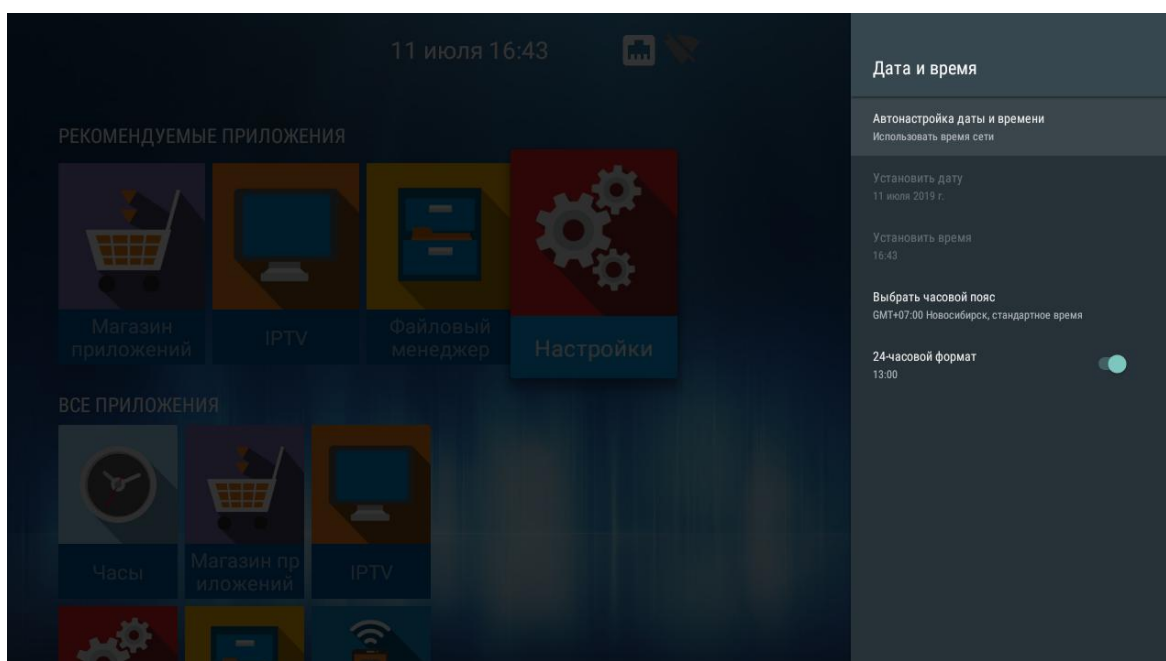 11 июля 16:43
РЕКОМЕНДУЕМЫЕ ПРИЛОЖЕНИЯ
Магазин
приложений
IPTV
Файловый
менеджер
Настройки
ВСЕ ПРИЛОЖЕНИЯ
Часы
Магазин пр
иложений
IPTV
Дата и время
Автонастройка даты и времени
Использовать время сети
Установить дату
11 июля 2019 г.
Установить время
16:43
Выбрать часовой пояс
GMT+07:00 Новосибирск, стандартное время
24-часовой формат
13:00